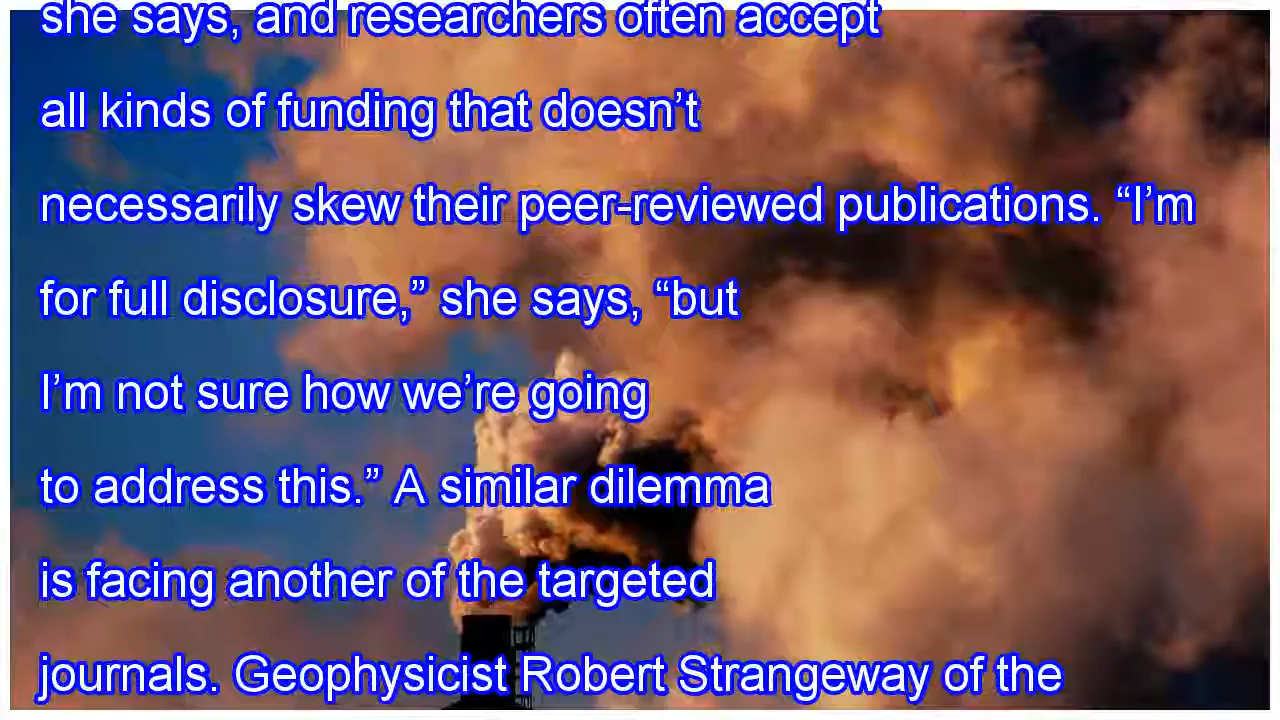 she says, and researchers often accept
all kinds of funding that doesn’t
necessarily skew their peer-reviewed publications. “I’m
for full disclosure,” she says, “but
I’m not sure how we’re going
to address this.” A similar dilemma
is facing another of the targeted
journals. Geophysicist Robert Strangeway of the